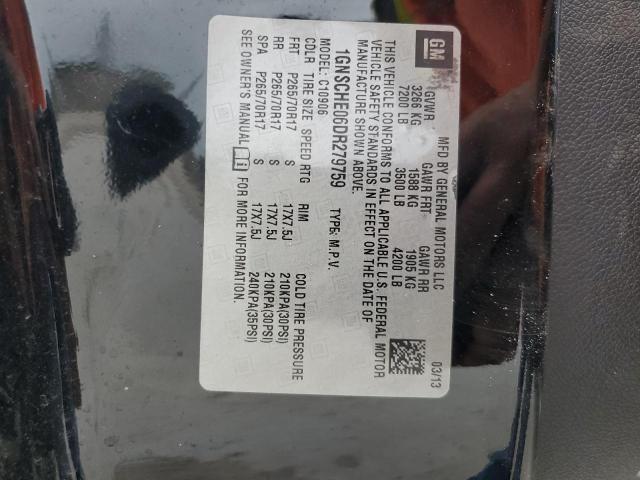 GM
MFD BY GENERAL MOTORS LLC
03/13
GVWR GAWR FRT GAWR RR
3266 KG 1588 KG 1905 KG
7200 LB 3500 LB 4200 LB
THIS VEHICLE CONFORMS TO ALL APPLICABLE U.S. FEDERAL MOTOR
VEHICLE SAFETY STANDARDS IN EFFECT ON THE DATE OF
MANUFACTURE SHOWN ABOVE.
1GNSCHE06DR279759 TYPE: M.P.V.
MODEL: C10906
CDLR TIRE SIZE SPEED RTG RIM COLD TIRE PRESSURE
FRT P265/70R17 S 17X7.5J 210KPA(30PSI)
RR P265/70R17 S 17X7.5J 210KPA(30PSI)
SPA P265/70R17 S 17X7.5J 240KPA(35PSI)
SEE OWNER'S MANUAL FOR MORE INFORMATION.